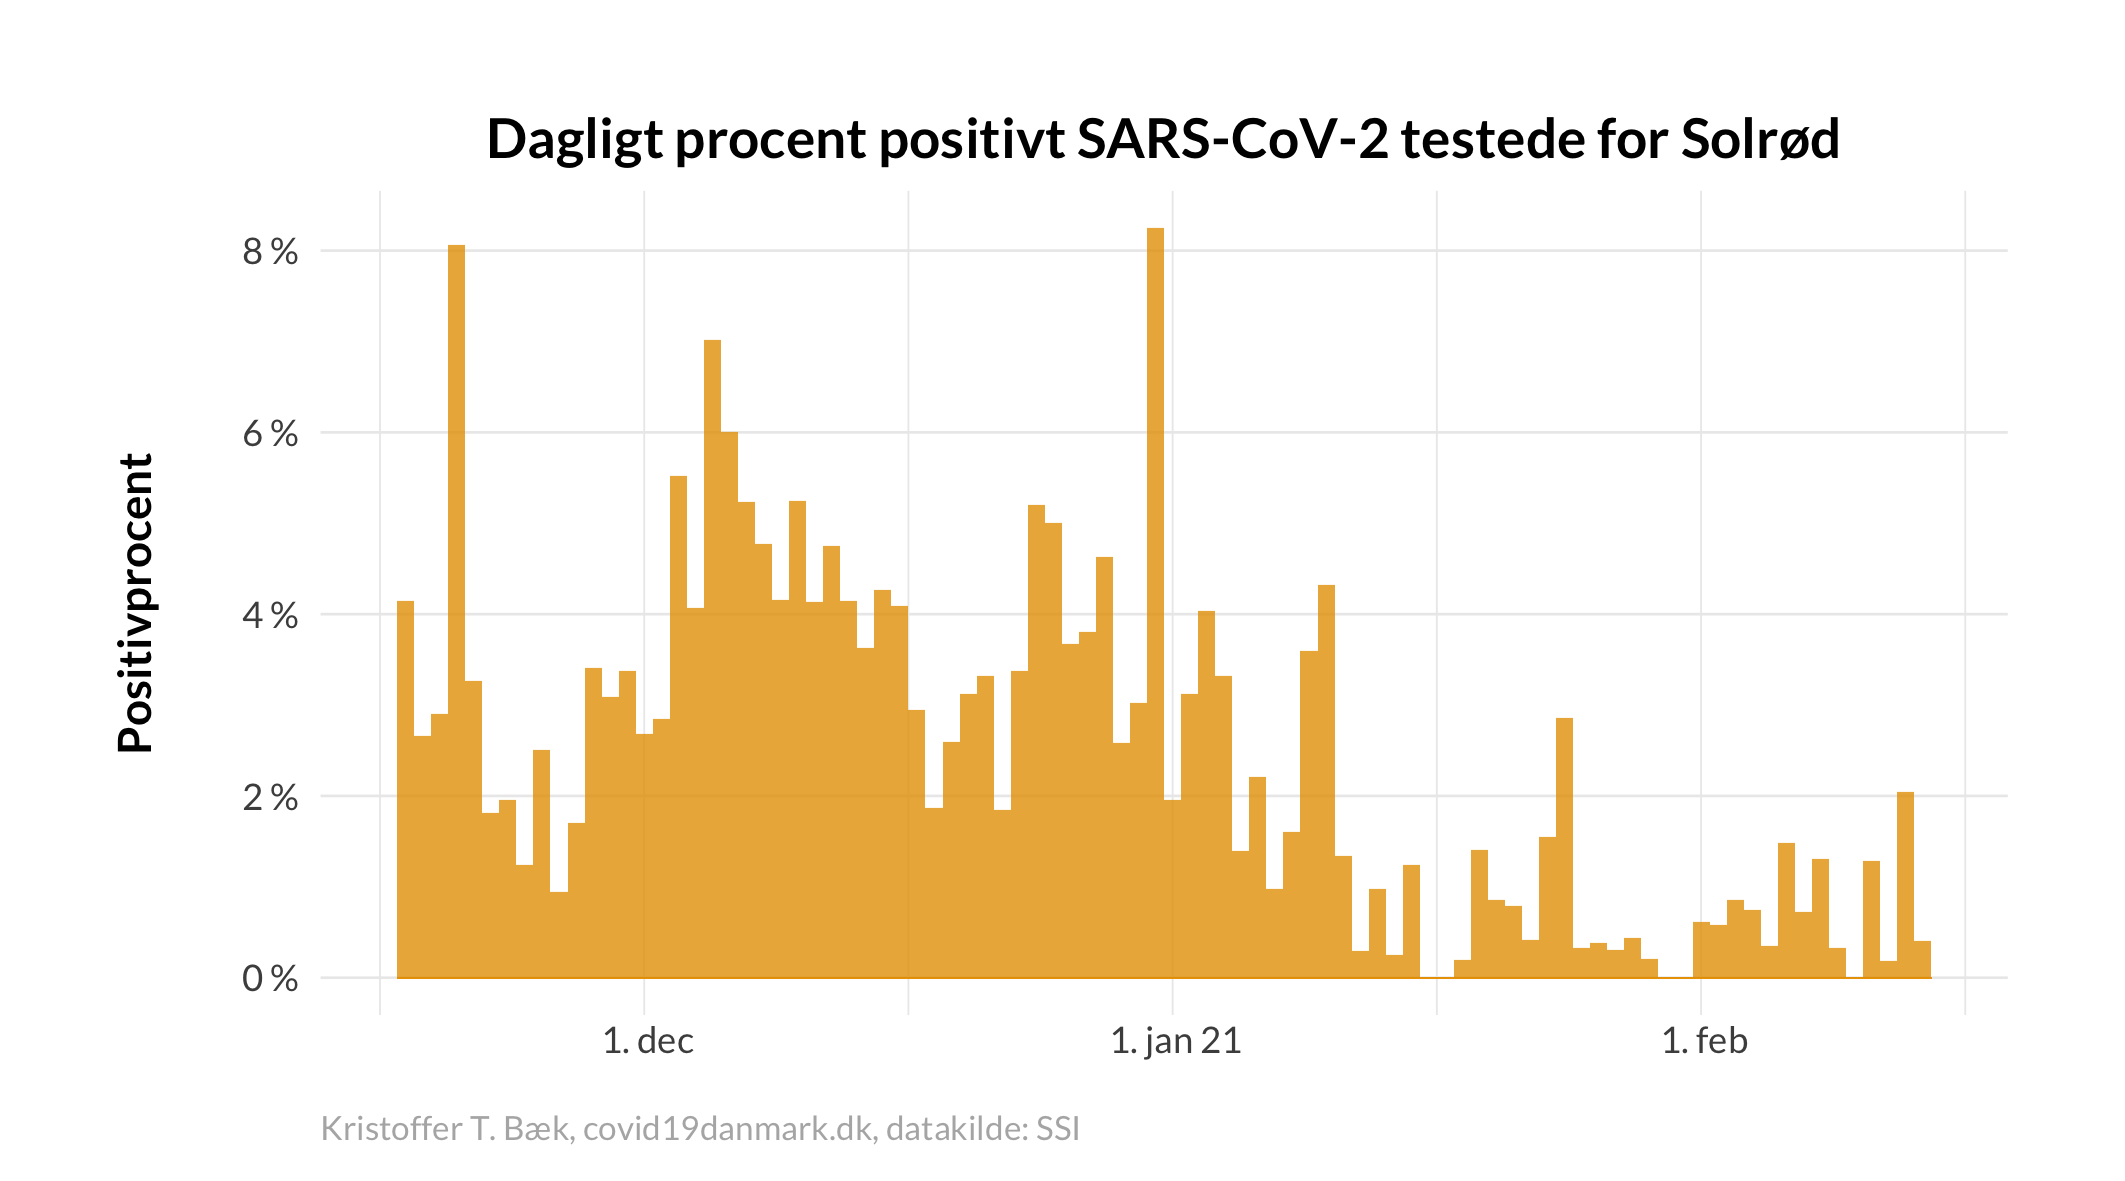 Dagligt procent positivt SARS-CoV-2 testede for Solrød
Positivprocent
8 %
6 %
4 %
2 %
0 %
1. dec
1. jan 21
1. feb
Kristoffer T. Bæk, covid19danmark.dk, datakilde: SSI